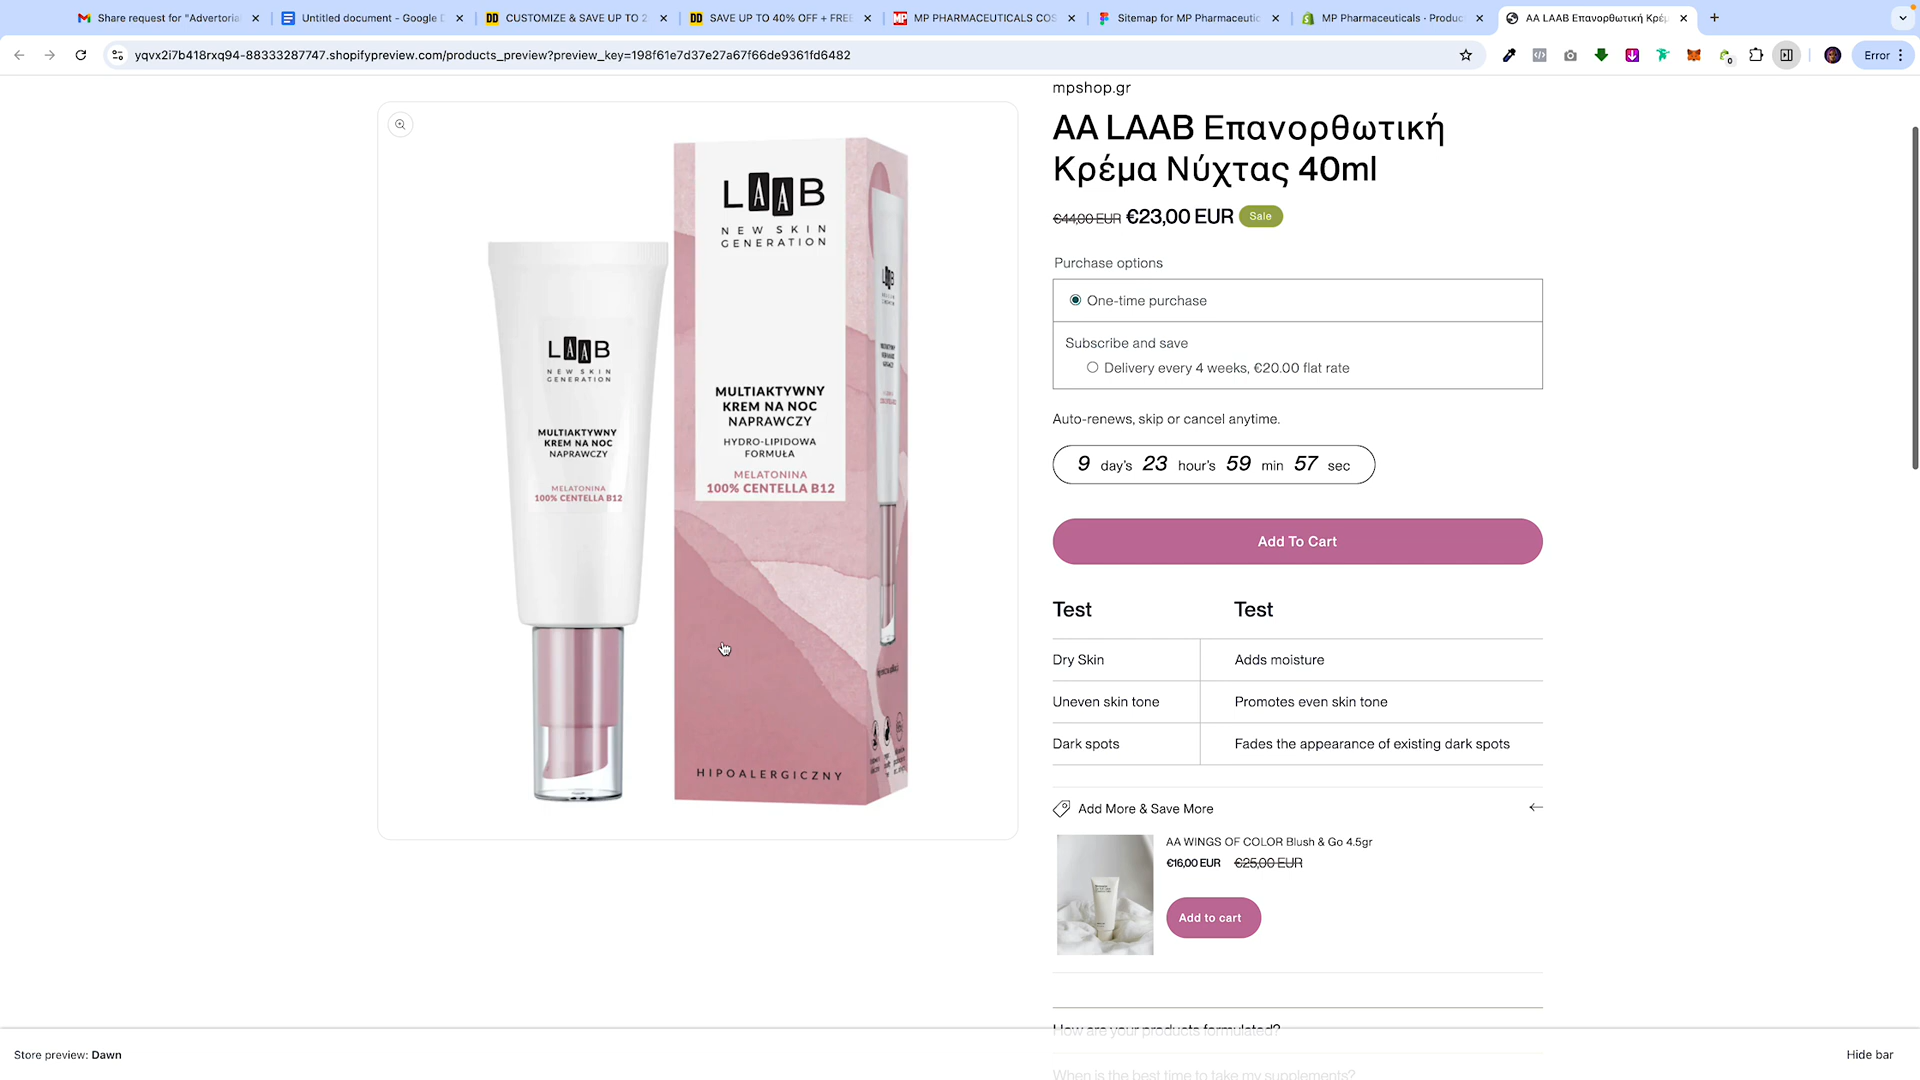 Share request for "Advertoria
Untitled document - Google D
CUSTOMIZE & SAVE UP TO 2
SAVE UP TO 40% OFF + FREE
MP PHARMACEUTICALS COS
Sitemap for MP Pharmaceutic
MP Pharmaceuticals · Produc
AA LAAB Επανορθωτική Κρέμ
yqvx2i7b418rxq94-88333287747.shopifypreview.com/products_preview?preview_key=198f61e7d37e27a67f66de9361fd6482
Error
mpshop.gr
AA LAAB Επανορθωτική
Κρέμα Νύχτας 40ml
€44,00 EUR €23,00 EUR Sale
Purchase options
One-time purchase
Subscribe and save
Delivery every 4 weeks, €20.00 flat rate
Auto-renews, skip or cancel anytime.
9 day's 23 hour's 59 min 57 sec
Add To Cart
Test Test
Dry Skin Adds moisture
Uneven skin tone Promotes even skin tone
Dark spots Fades the appearance of existing dark spots
Add More & Save More
AA WINGS OF COLOR Blush & Go 4.5gr
€16,00 EUR €25,00 EUR
Add to cart
How are your products formulated?
When is the best time to take my supplements?
LAAB
NEW SKIN
GENERATION
MULTIAKTYWNY
KREM NA NOC
NAPRAWCZY
MELATONINA
100% CENTELLA B12
LAAB
NEW SKIN
GENERATION
MULTIAKTYWNY
KREM NA NOC
NAPRAWCZY
HYDRO-LIPIDOWA
FORMUŁA
MELATONINA
100% CENTELLA B12
HIPOALERGICZNY
Store preview: Dawn
Hide bar